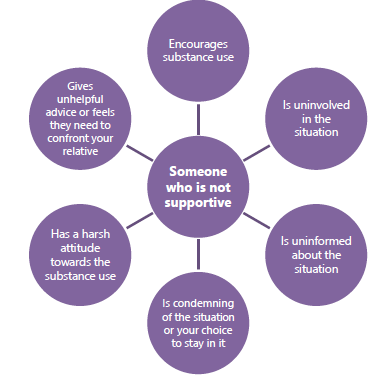 Encourages
substance use
Gives
unhelpful
advice or feels
they need to
confront your
relative
Is uninvolved
in the
situation
Someone
who is not
supportive
Has a harsh
attitude
towards the
substance use
Is uninformed
about the
situation
Is condemning
of the situation
or your choice
to stay in it